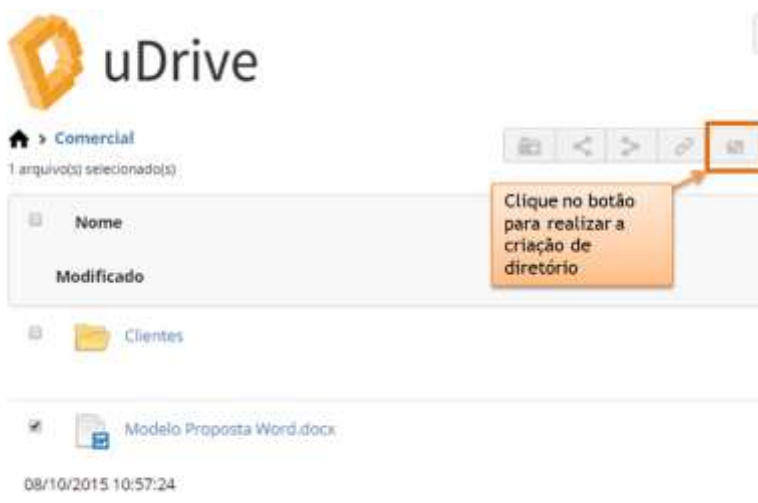 uDrive
> Comercial
1 arquivo(s) selecionado(s)
Clique no botão
para realizar a
criação de
diretório
Nome
Modificado
Clientes
Modelo Proposta Word.docx
08/10/2015 10:57:24